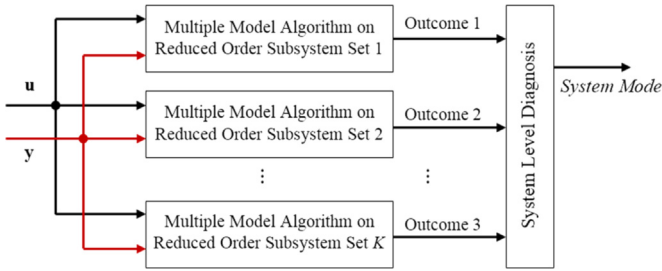 Multiple Model Algorithm on
Reduced Order Subsystem Set 1
Outcome 1
u
y
Multiple Model Algorithm on
Reduced Order Subsystem Set 2
Outcome 2
Multiple Model Algorithm on
Reduced Order Subsystem Set K
Outcome 3
System Level Diagnosis
System Mode